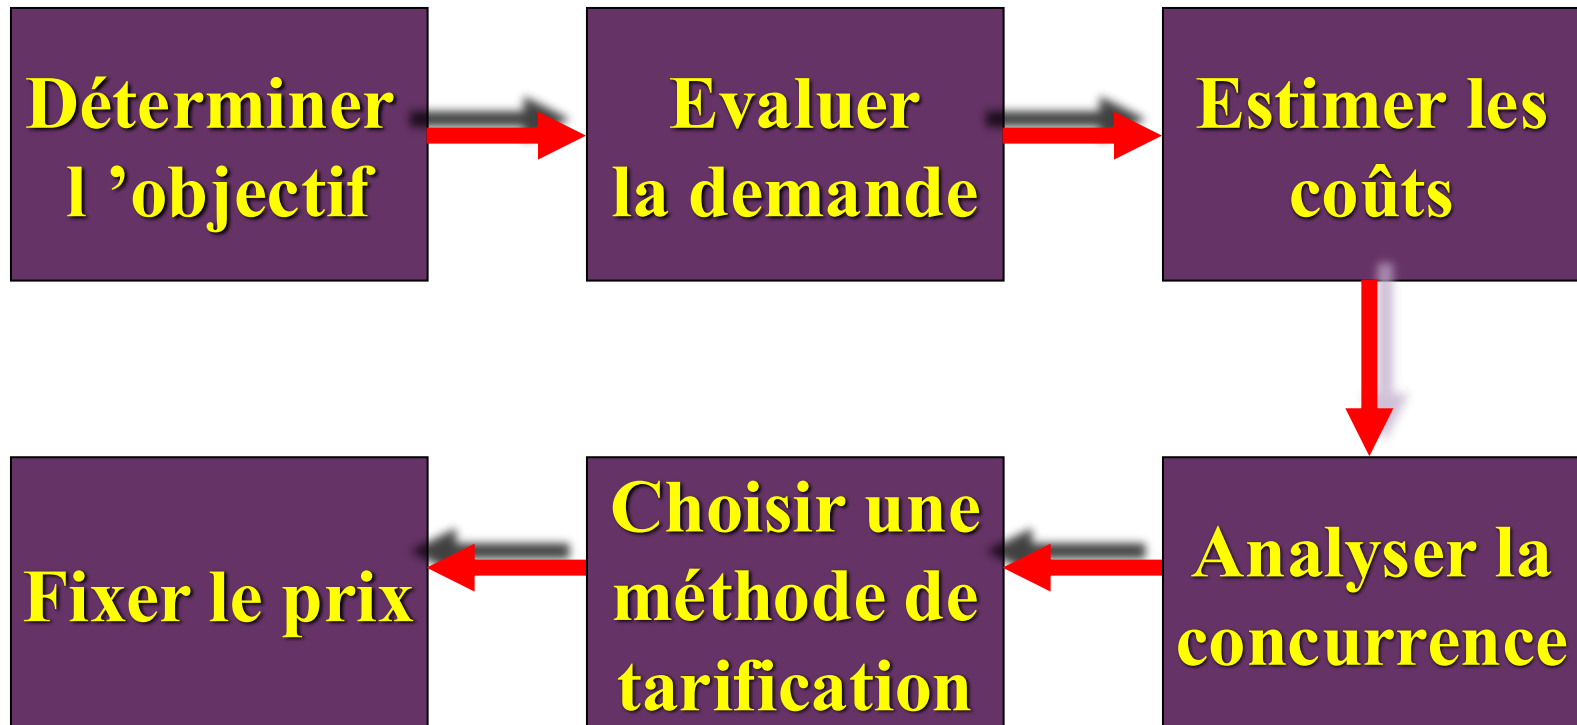 Déterminer
l ’objectif
Evaluer
la demande
Estimer les
coûts
Analyser la
concurrence
Choisir une
méthode de
tarification
Fixer le prix